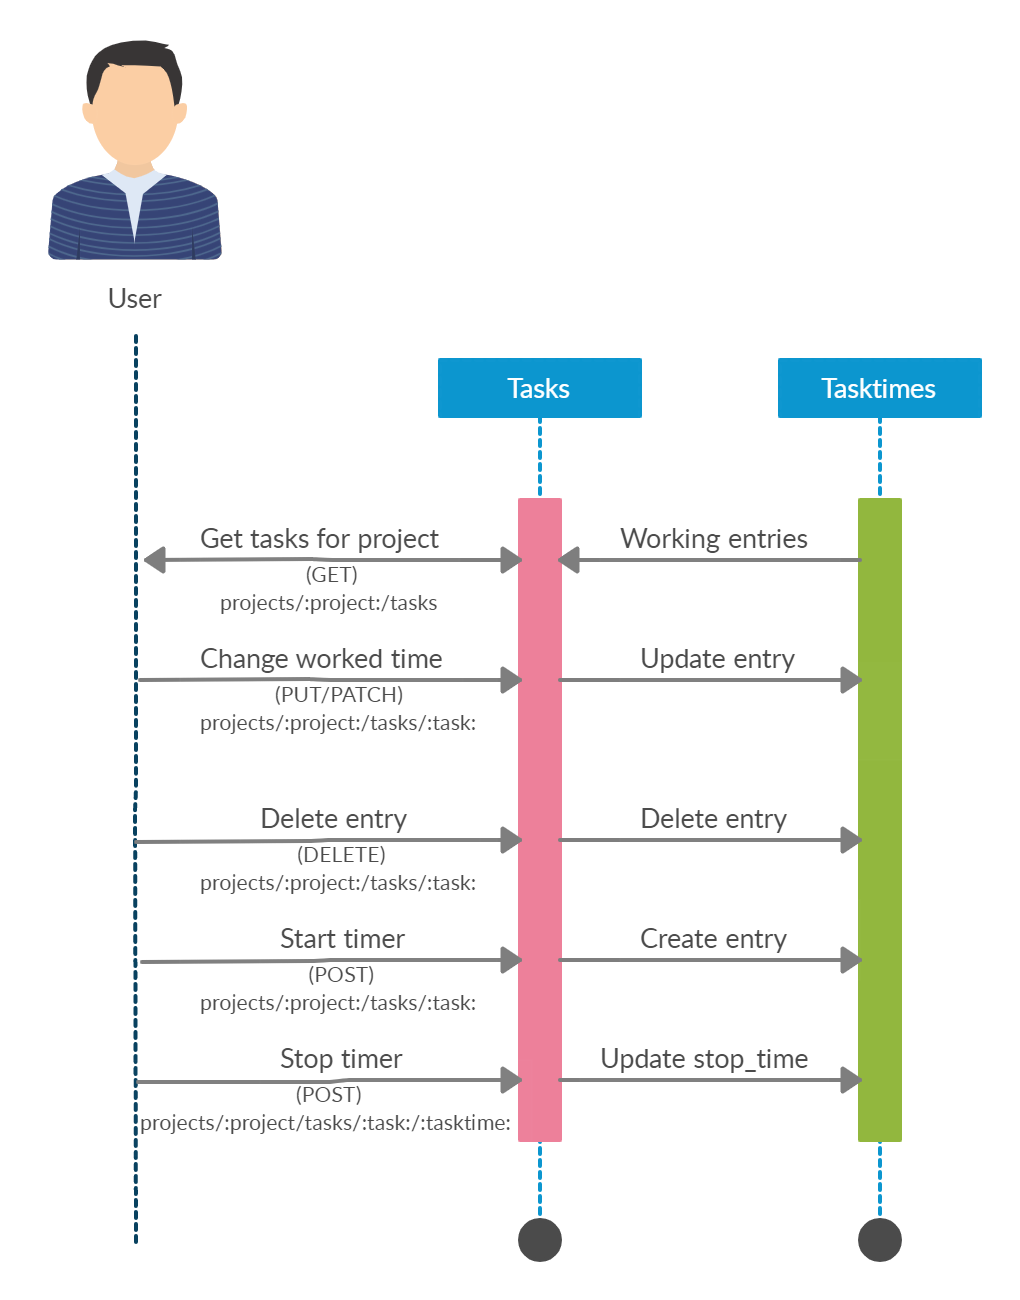 User
Tasks
Tasktimes
Get tasks for project
(GET)
projects/:project:/tasks
Working entries
Change worked time
(PUT/PATCH)
projects/:project:/tasks/:task:
Update entry
Delete entry
(DELETE)
projects/:project:/tasks/:task:
Delete entry
Start timer
(POST)
projects/:project:/tasks/:task:
Create entry
Stop timer
(POST)
projects/:project/tasks/:task:/:tasktime:
Update stop_time